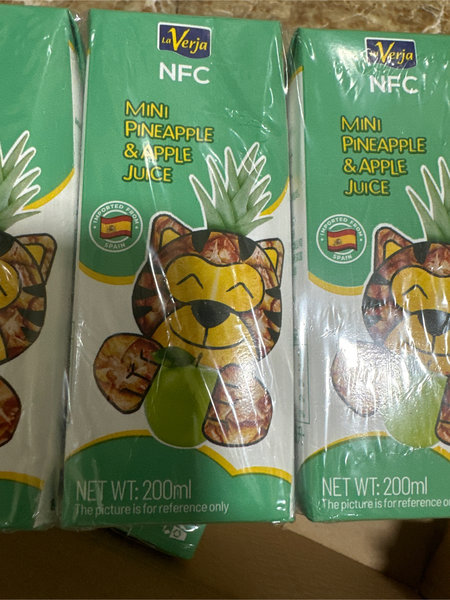 La Verja
NFC
MINI
PINEAPPLE
& APPLE
JUICE
IMPORTED FROM
SPAIN
NET WT: 200ml
The picture is for reference only
La Verja
NFC
MINI
PINEAPPLE
& APPLE
JUICE
IMPORTED FROM
SPAIN
NET WT: 200ml
The picture is for reference